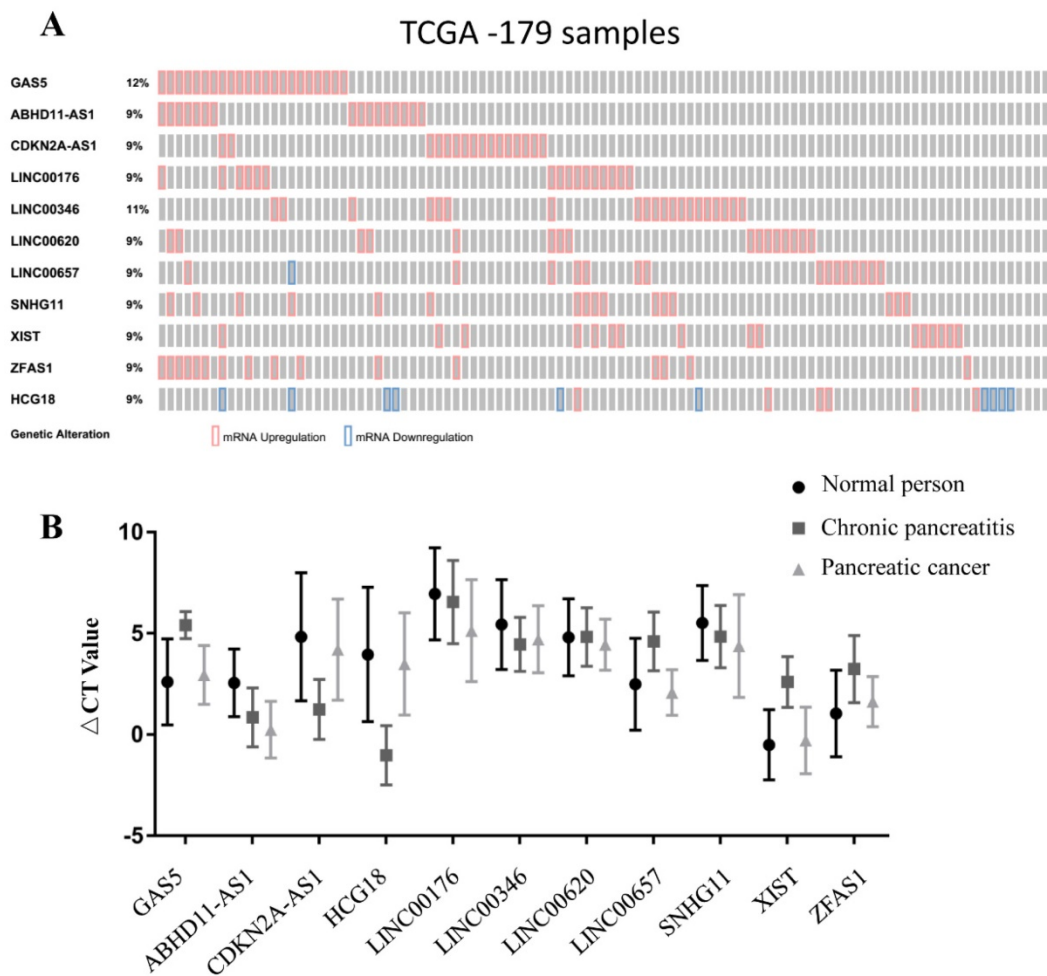 A
TCGA -179 samples
GAS5 12%
ABHD11-AS1 9%
CDKN2A-AS1 9%
LINC00176 9%
LINC00346 11%
LINC00620 9%
LINC00657 9%
SNHG11 9%
XIST 9%
ZFAS1 9%
HCG18 9%
Genetic Alteration mRNA Upregulation mRNA Downregulation
B
Normal person
Chronic pancreatitis
Pancreatic cancer
△CT Value
10
5
0
-5
GAS5
ABHD11-AS1
CDKN2A-AS1
HCG18
LINC00176
LINC00346
LINC00620
LINC00657
SNHG11
XIST
ZFAS1